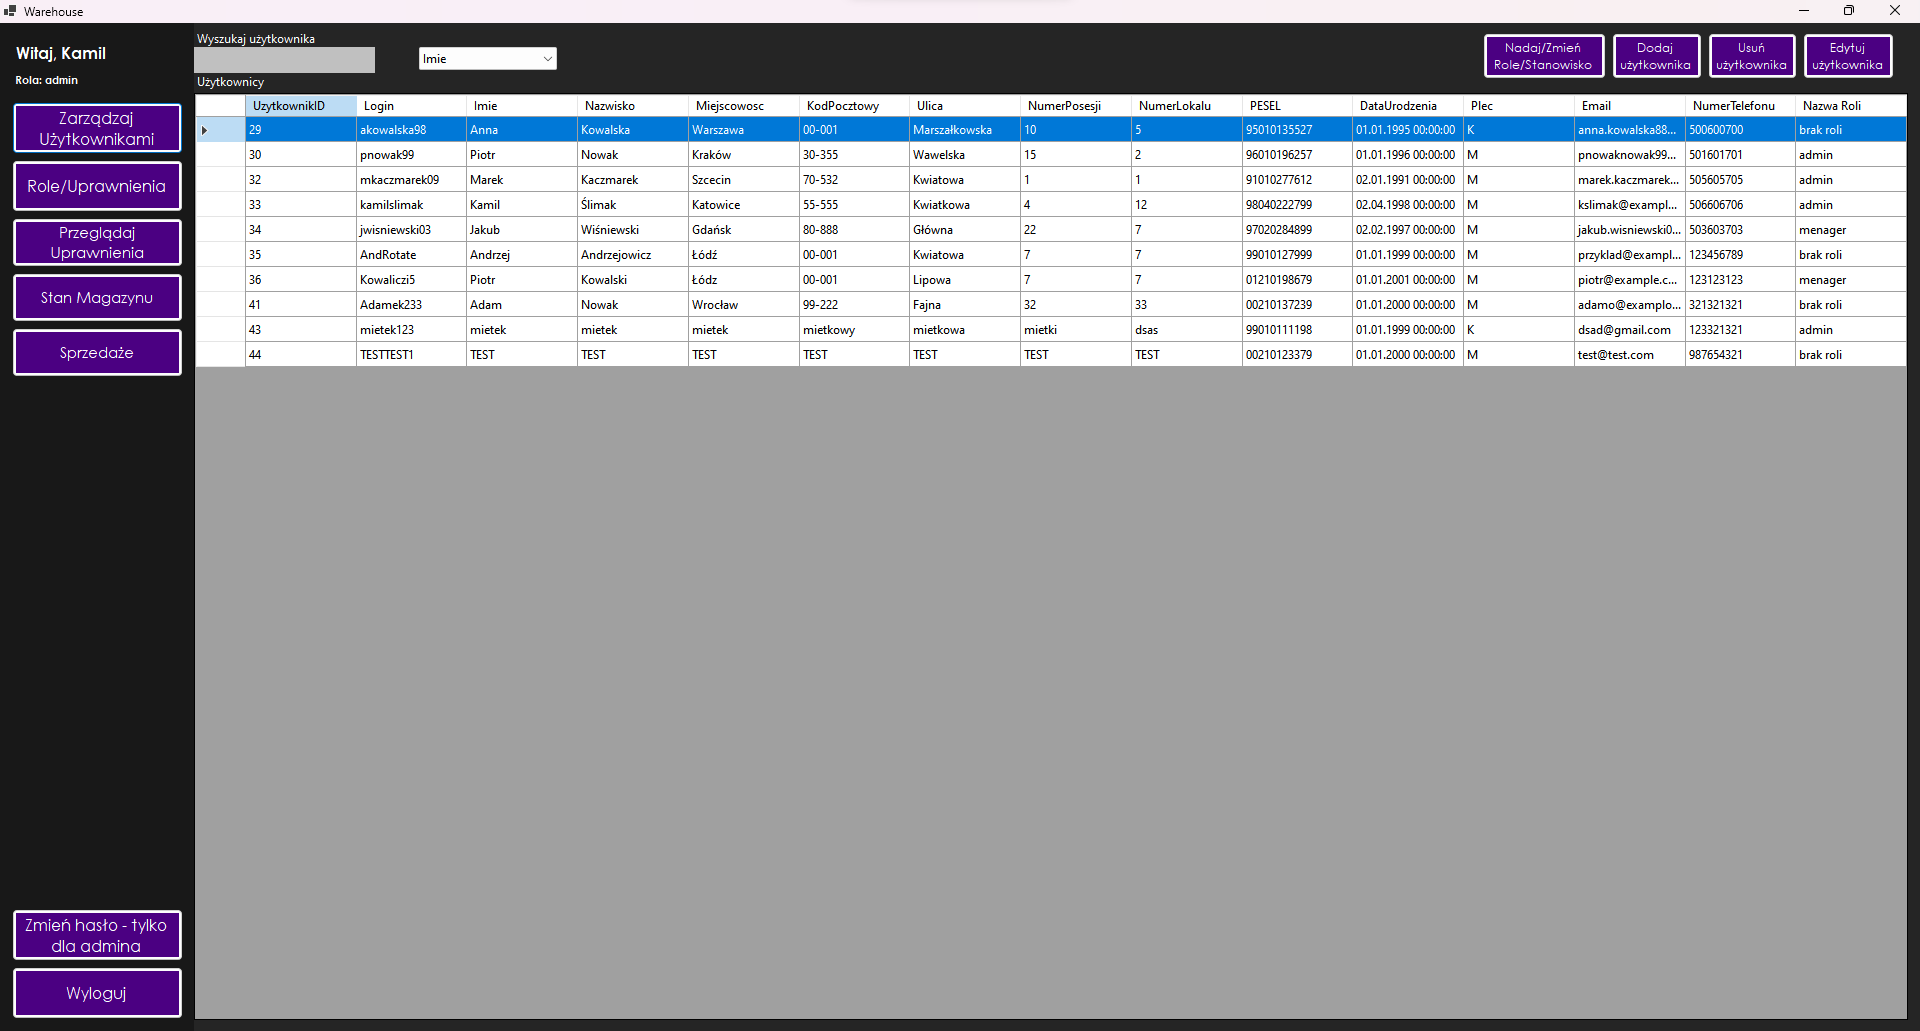 Warehouse
Witaj, Kamil
Rola: admin
Zarządzaj
Użytkownikami
Role/Uprawnienia
Przeglądaj
Uprawnienia
Stan Magazynu
Sprzedaże
Zmień hasło - tylko
dla admina
Wyloguj
Wyszukaj użytkownika
Imie
Nadaj/Zmień
Role/Stanowisko
Dodaj
użytkownika
Usuń
użytkownika
Edytuj
użytkownika
Użytkownicy
UzytkownikID Login Imie Nazwisko Miejscowosc KodPocztowy Ulica NumerPosesji NumerLokalu PESEL DataUrodzenia Plec Email NumerTelefonu Nazwa Roli
29 akowalska98 Anna Kowalska Warszawa 00-001 Marszałkowska 10 5 95010135527 01.01.1995 00:00:00 K anna.kowalska88... 500600700 brak roli
30 pnowak99 Piotr Nowak Kraków 30-355 Wawelska 15 2 96010196257 01.01.1996 00:00:00 M pnowaknowak99... 501601701 admin
32 mkaczmarek09 Marek Kaczmarek Szczecin 70-532 Kwiatowa 1 1 91010277612 02.01.1991 00:00:00 M marek.kaczmarek... 505605705 admin
33 kamilslimak Kamil Ślimak Katowice 55-555 Kwiatkowa 4 12 98040222799 02.04.1998 00:00:00 M kslimak@exampl... 506606706 admin
34 jwisniewski03 Jakub Wiśniewski Gdańsk 80-888 Główna 22 7 97020284899 02.02.1997 00:00:00 M jakub.wisniewski0... 503603703 menager
35 AndRotate Andrzej Andrzejowicz Łódź 00-001 Kwiatowa 7 7 99010127999 01.01.1999 00:00:00 M przyklad@exampl... 123456789 brak roli
36 Kowaliczi5 Piotr Kowalski Łódz 00-001 Lipowa 7 7 01210198679 01.01.2001 00:00:00 M piotr@example.c... 123123123 menager
41 Adamek233 Adam Nowak Wrocław 99-222 Fajna 32 33 00210137239 01.01.2000 00:00:00 M adamo@examplo... 321321321 brak roli
43 mietek123 mietek mietek mietek mietkowy mietkowa mietki dsas 99010111198 01.01.1999 00:00:00 K dsad@gmail.com 123321321 admin
44 TESTTEST1 TEST TEST TEST TEST TEST TEST TEST 00210123379 01.01.2000 00:00:00 M test@test.com 987654321 brak roli